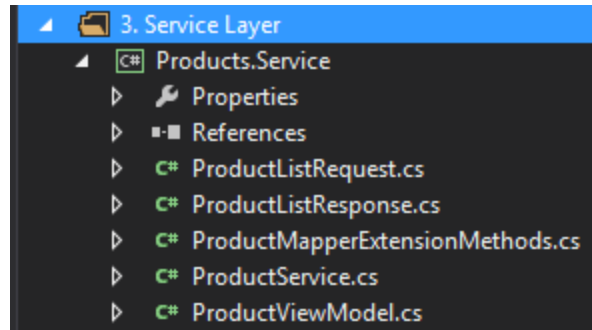 3. Service Layer
C# Products.Service
Properties
References
C# ProductListRequest.cs
C# ProductListResponse.cs
C# ProductMapperExtensionMethods.cs
C# ProductService.cs
C# ProductViewModel.cs